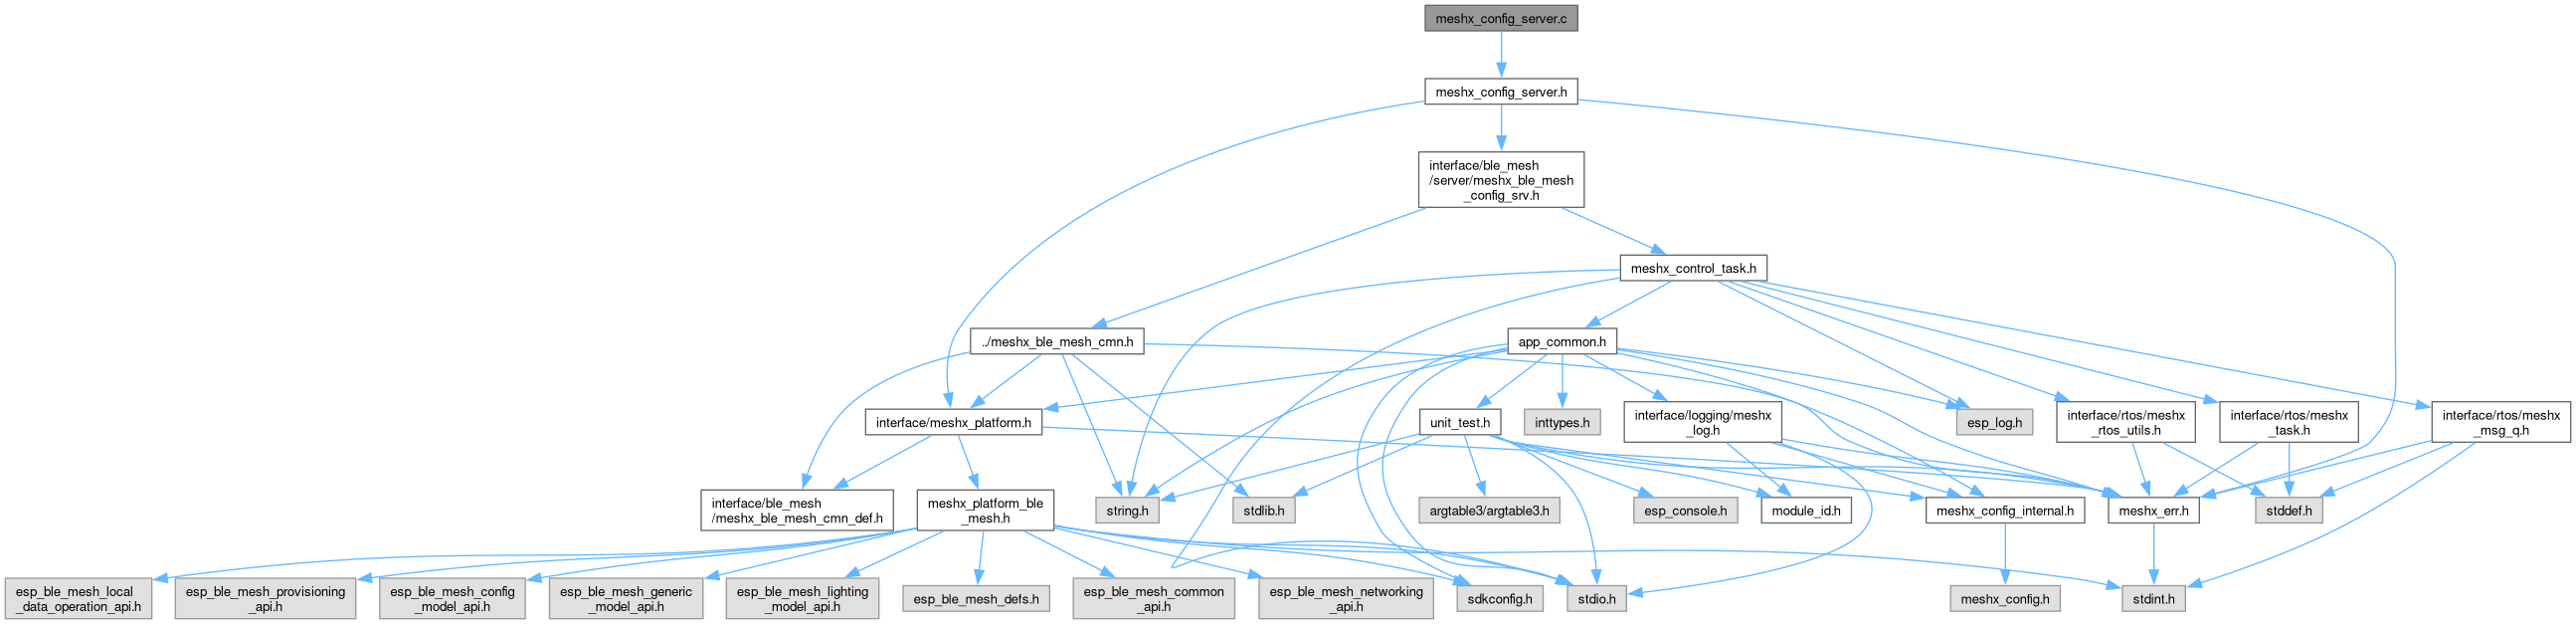 meshx_config_server.c
meshx_config_server.h
interface/ble_mesh
/server/meshx_ble_mesh
_config_srv.h
meshx_control_task.h
../meshx_ble_mesh_cmn.h
app_common.h
interface/meshx_platform.h
unit_test.h
inttypes.h
interface/logging/meshx
_log.h
esp_log.h
interface/rtos/meshx
_rtos_utils.h
interface/rtos/meshx
_task.h
interface/rtos/meshx
_msg_q.h
interface/ble_mesh
/meshx_ble_mesh_cmn_def.h
meshx_platform_ble
_mesh.h
string.h
stdlib.h
argtable3/argtable3.h
esp_console.h
module_id.h
meshx_config_internal.h
meshx_err.h
stddef.h
esp_ble_mesh_local
_data_operation_api.h
esp_ble_mesh_provisioning
_api.h
esp_ble_mesh_config
_model_api.h
esp_ble_mesh_generic
_model_api.h
esp_ble_mesh_lighting
_model_api.h
esp_ble_mesh_defs.h
esp_ble_mesh_common
_api.h
esp_ble_mesh_networking
_api.h
sdkconfig.h
stdio.h
meshx_config.h
stdint.h